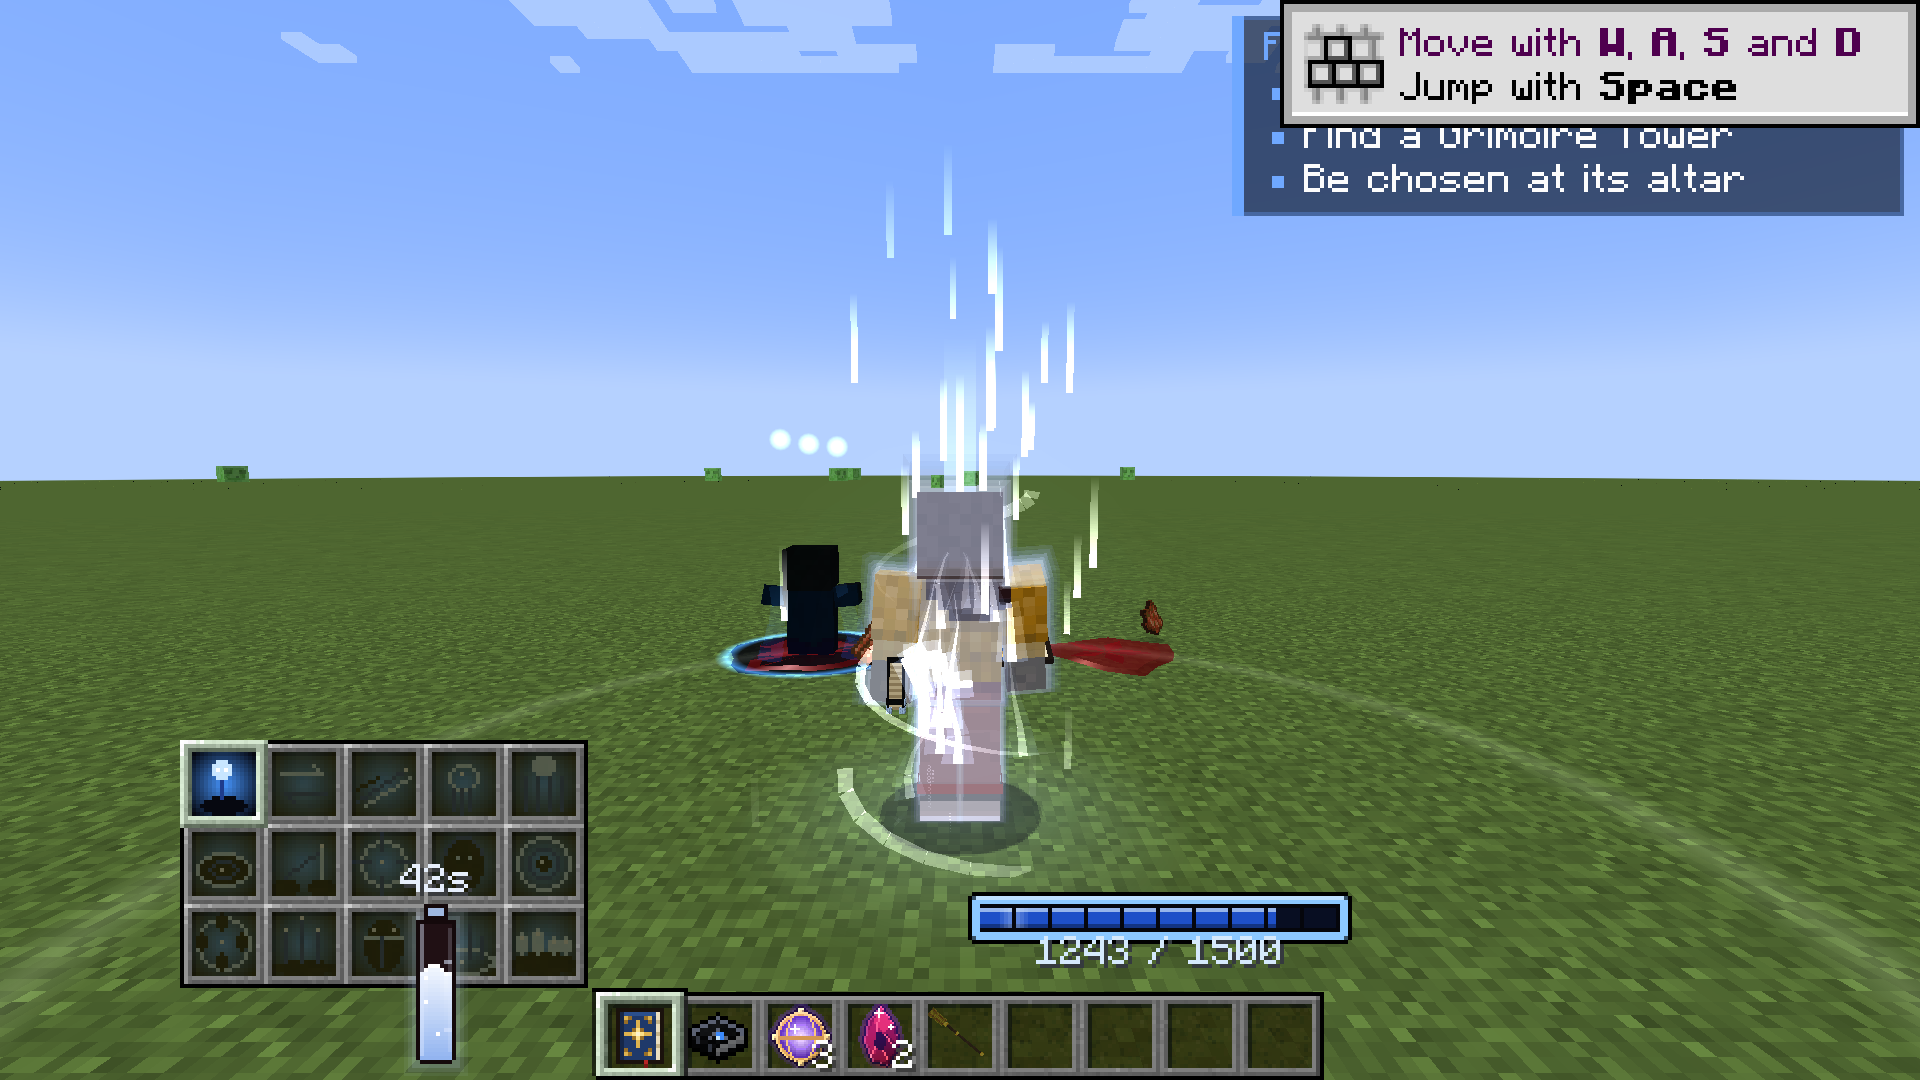 Move with W, A, S and D
Jump with Space
Find a Grimoire Tower
Be chosen at its altar
42s
1243 / 1500
3
2